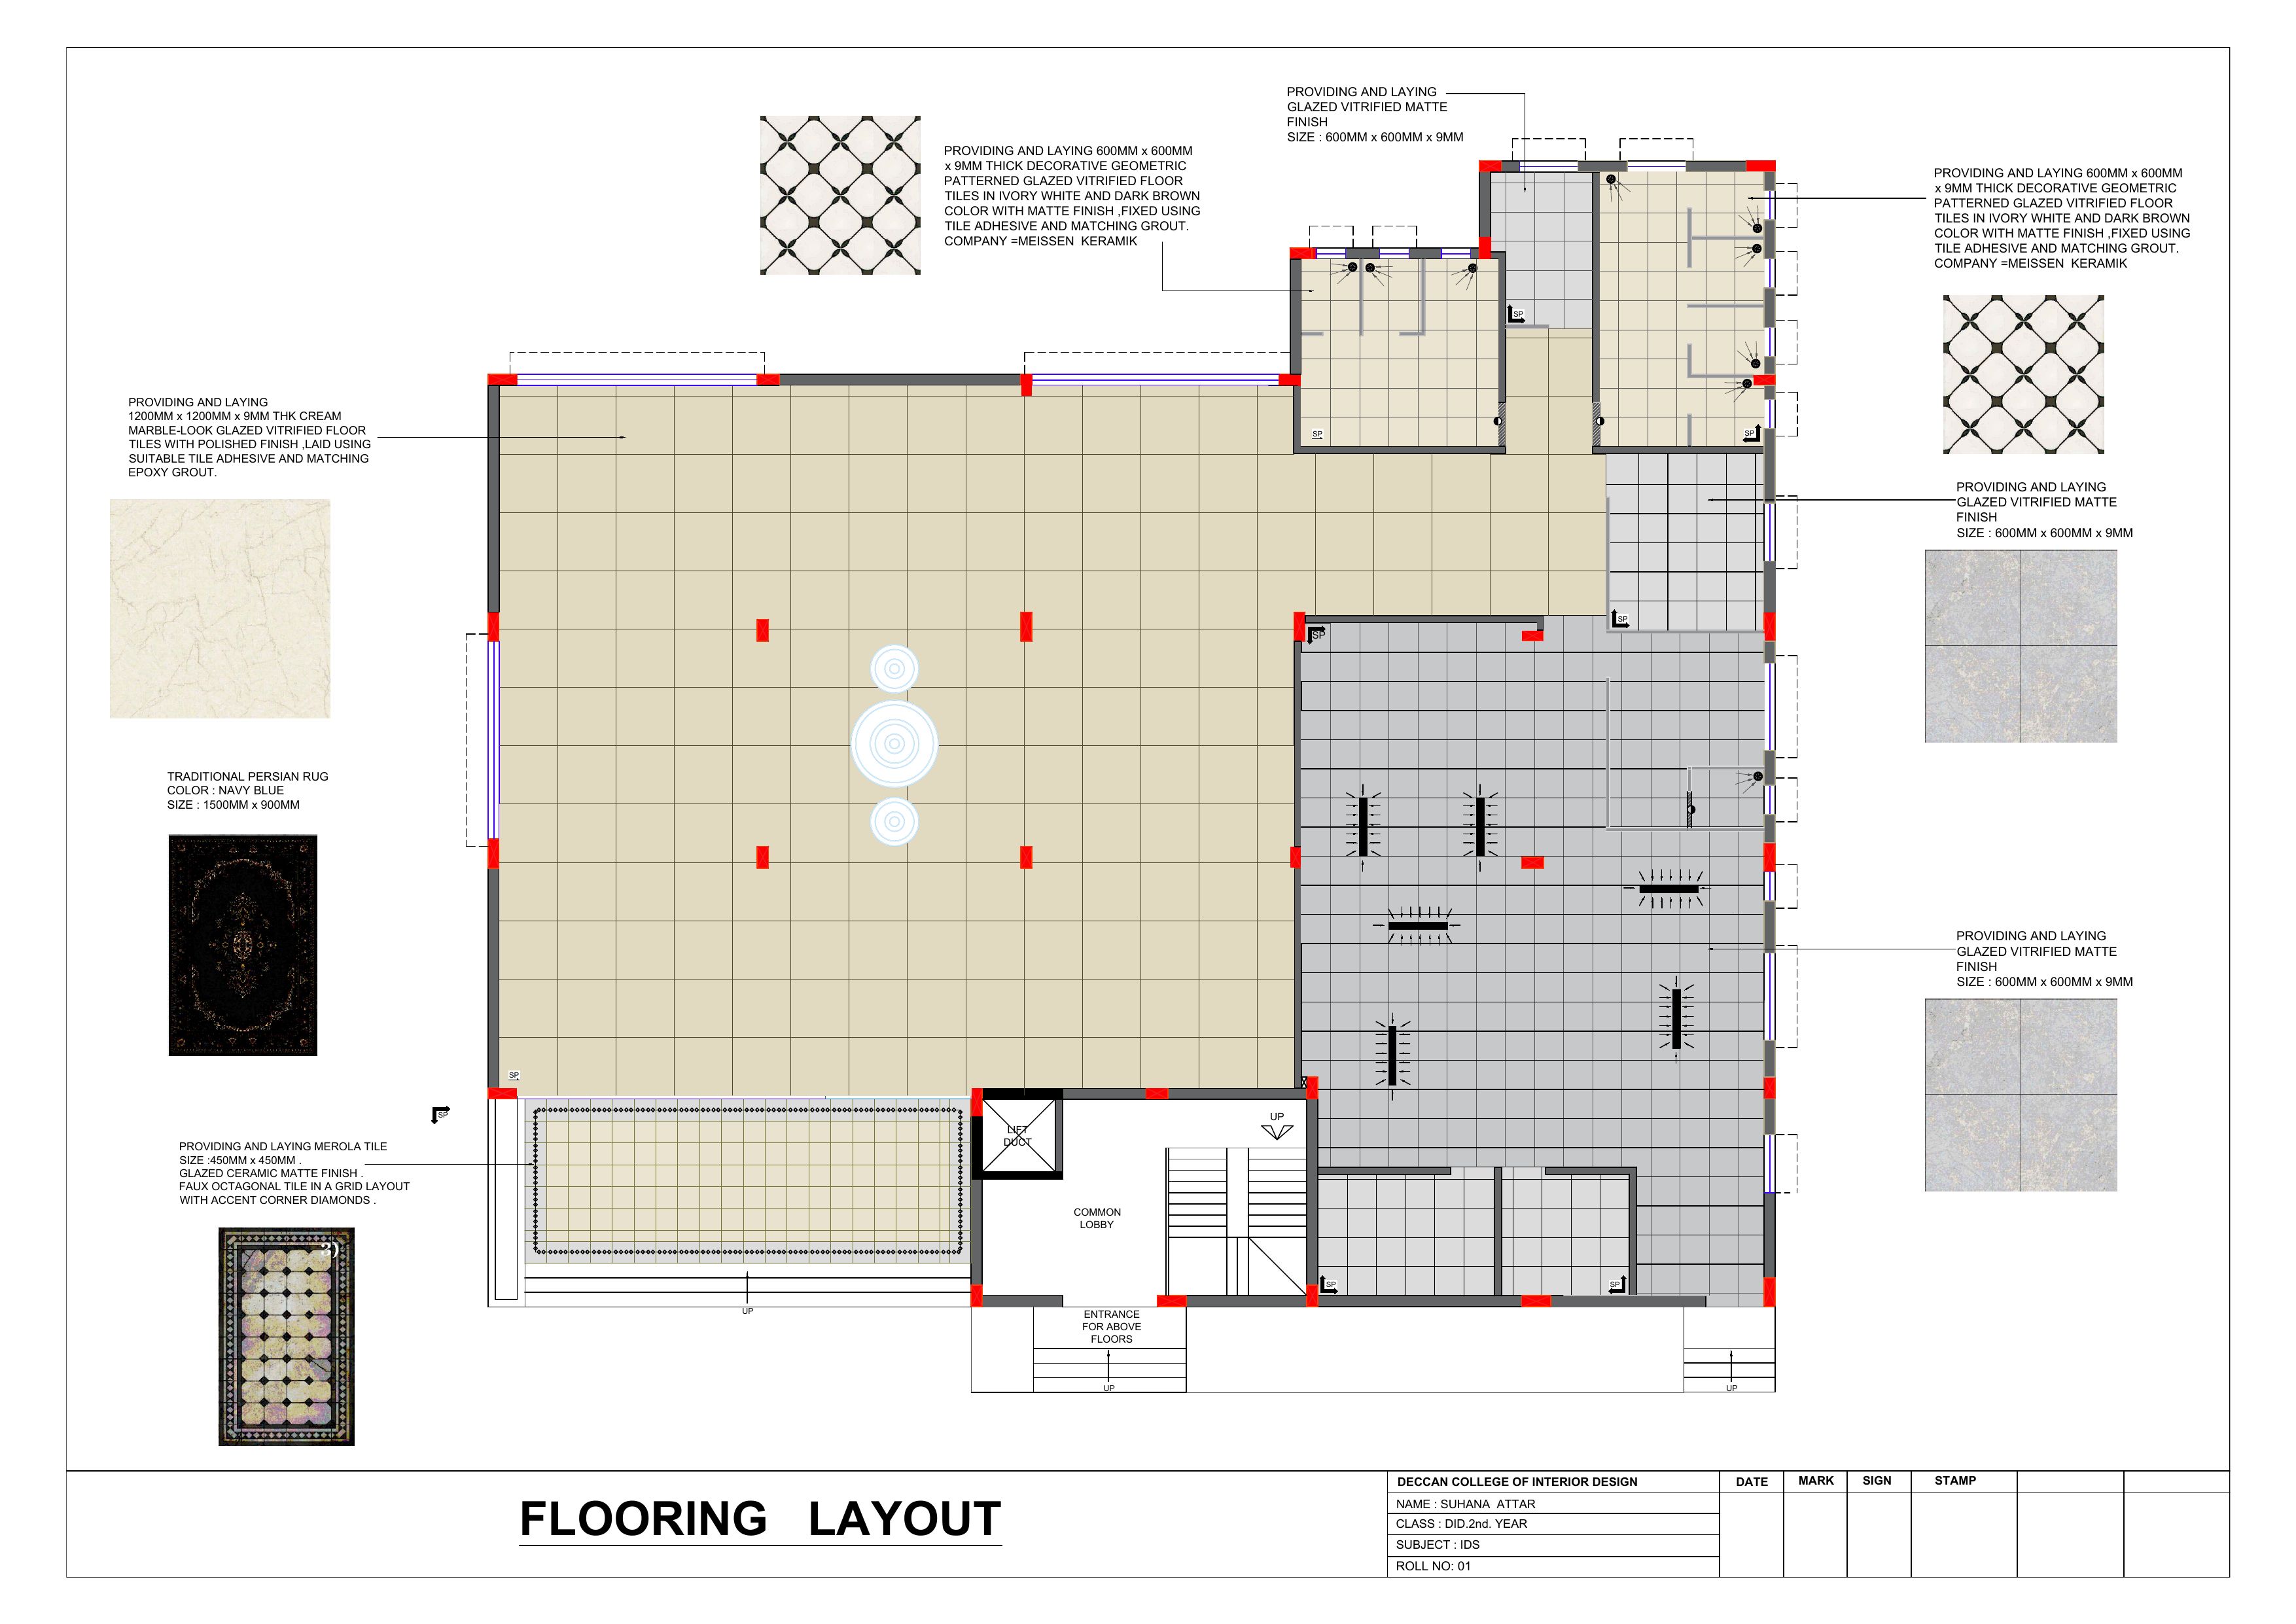 PROVIDING AND LAYING
GLAZED VITRIFIED MATTE
FINISH
SIZE : 600MM x 600MM x 9MM
PROVIDING AND LAYING 600MM x 600MM
x 9MM THICK DECORATIVE GEOMETRIC
PATTERNED GLAZED VITRIFIED FLOOR
TILES IN IVORY WHITE AND DARK BROWN
COLOR WITH MATTE FINISH ,FIXED USING
TILE ADHESIVE AND MATCHING GROUT.
COMPANY =MEISSEN  KERAMIK
PROVIDING AND LAYING 600MM x 600MM
x 9MM THICK DECORATIVE GEOMETRIC
PATTERNED GLAZED VITRIFIED FLOOR
TILES IN IVORY WHITE AND DARK BROWN
COLOR WITH MATTE FINISH ,FIXED USING
TILE ADHESIVE AND MATCHING GROUT.
COMPANY =MEISSEN  KERAMIK
SP
SP
SP
PROVIDING AND LAYING
1200MM x 1200MM x 9MM THK CREAM
MARBLE-LOOK GLAZED VITRIFIED FLOOR
TILES WITH POLISHED FINISH ,LAID USING
SUITABLE TILE ADHESIVE AND MATCHING
EPOXY GROUT.
PROVIDING AND LAYING
GLAZED VITRIFIED MATTE
FINISH
SIZE : 600MM x 600MM x 9MM
SP
SP
TRADITIONAL PERSIAN RUG
COLOR : NAVY BLUE
SIZE : 1500MM x 900MM
PROVIDING AND LAYING
GLAZED VITRIFIED MATTE
FINISH
SIZE : 600MM x 600MM x 9MM
SP
SP
PROVIDING AND LAYING MEROLA TILE
SIZE :450MM x 450MM .
GLAZED CERAMIC MATTE FINISH .
FAUX OCTAGONAL TILE IN A GRID LAYOUT
WITH ACCENT CORNER DIAMONDS .
3)
LIFT
DUCT
UP
COMMON
LOBBY
SP
SP
UP
ENTRANCE
FOR ABOVE
FLOORS
UP
UP
FLOORING   LAYOUT
DECCAN COLLEGE OF INTERIOR DESIGN
NAME : SUHANA  ATTAR
CLASS : DID.2nd. YEAR
SUBJECT : IDS
ROLL NO: 01
DATE
MARK
SIGN
STAMP